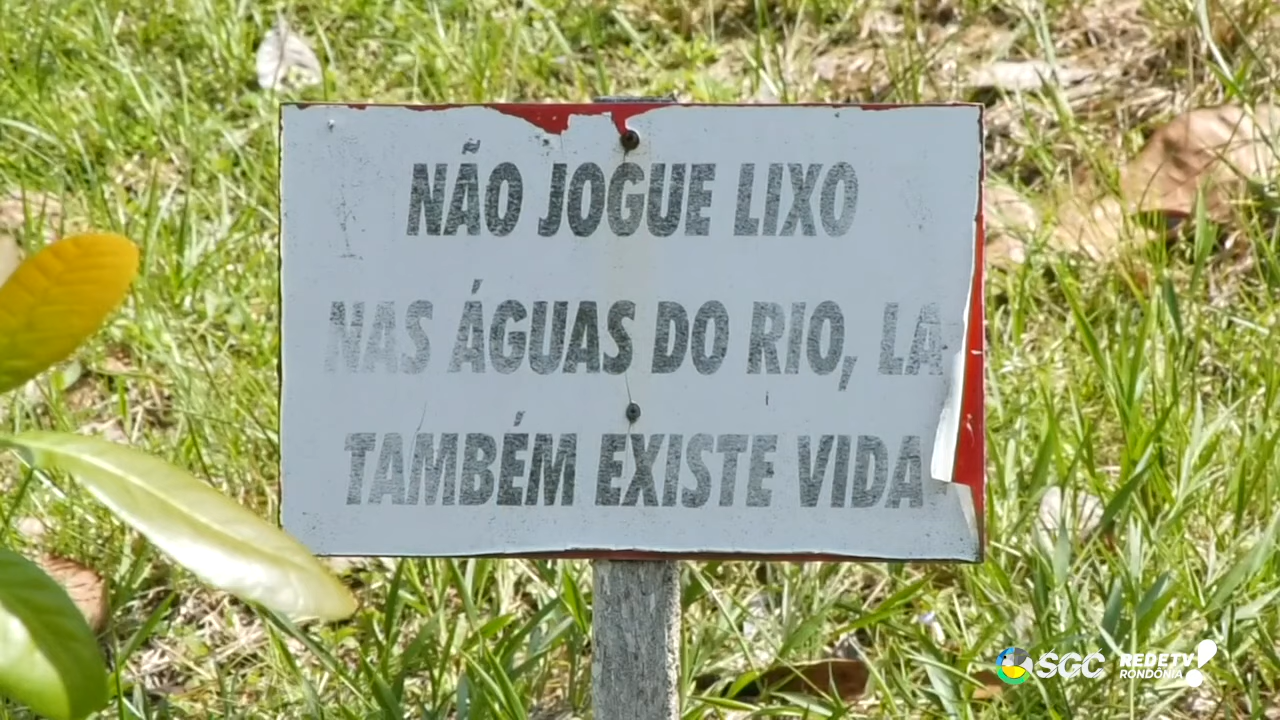 NÃO JOGUE LIXO
NAS ÁGUAS DO RIO, LA
TAMBÉM EXISTE VIDA
SGC REDETV!
RONDÔNIA